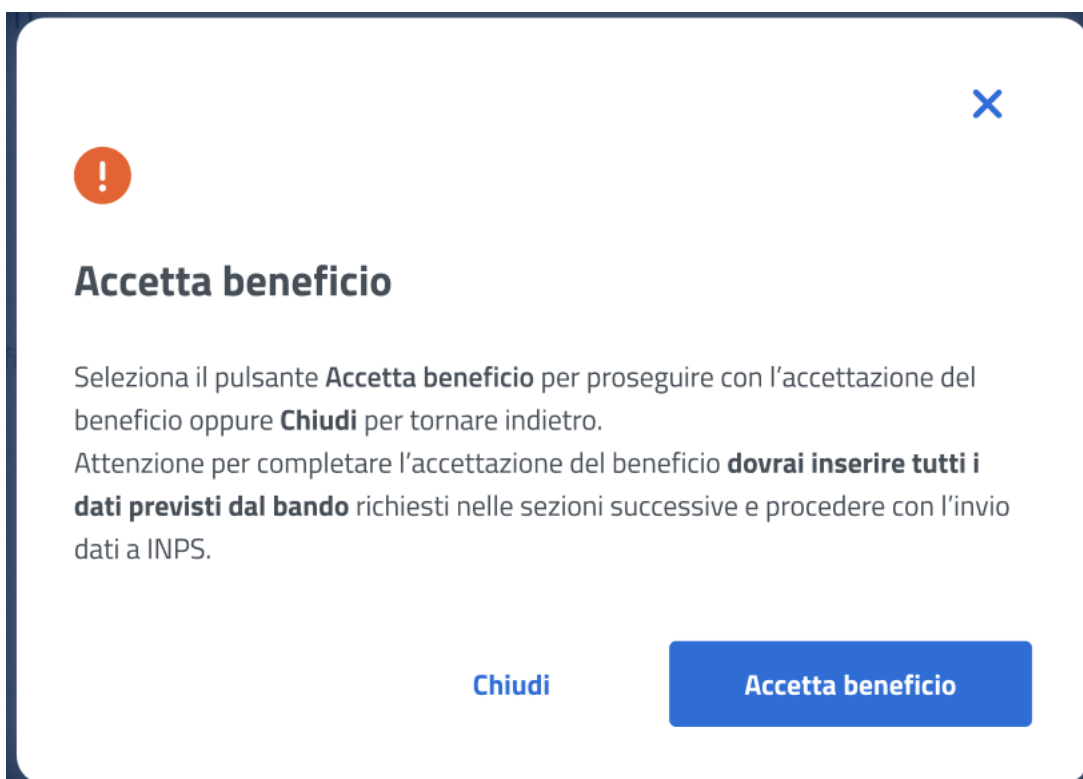 Accetta beneficio
Seleziona il pulsante Accetta beneficio per proseguire con l’accettazione del
beneficio oppure Chiudi per tornare indietro.
Attenzione per completare l’accettazione del beneficio dovrai inserire tutti i
dati previsti dal bando richiesti nelle sezioni successive e procedere con l’invio
dati a INPS.
Chiudi
Accetta beneficio